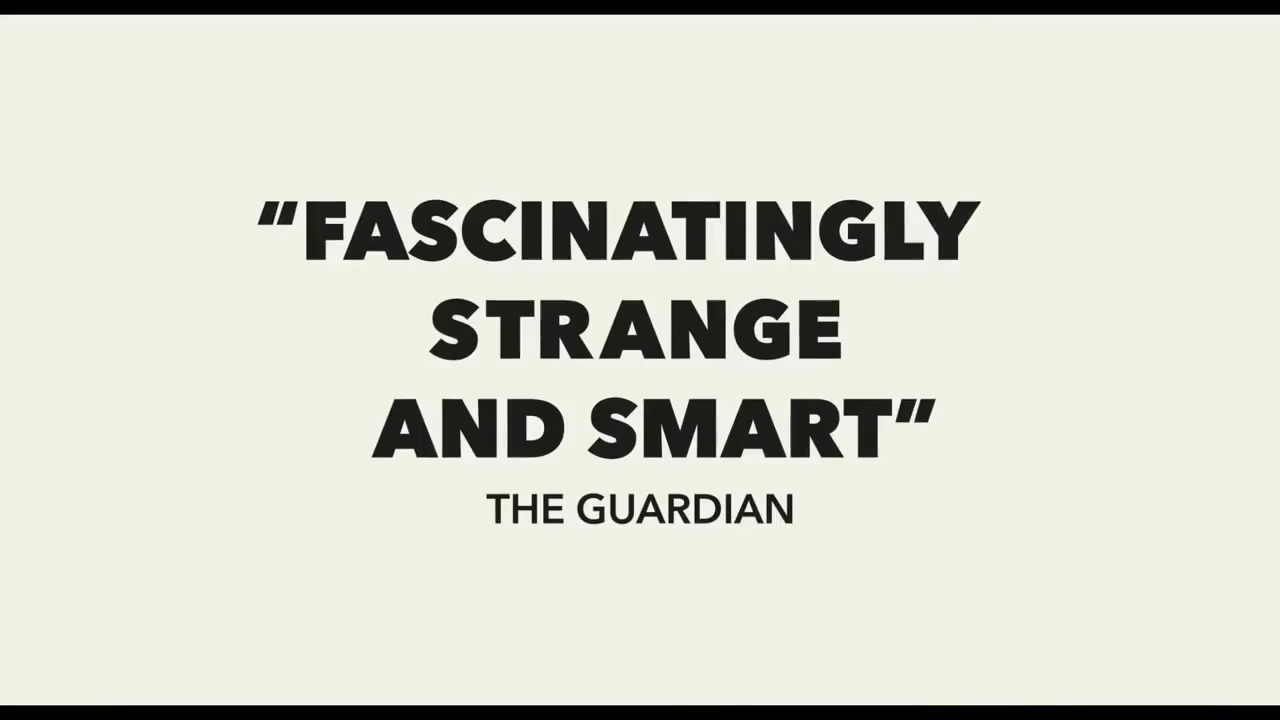 “FASCINATINGLY
STRANGE
AND SMART”
THE GUARDIAN